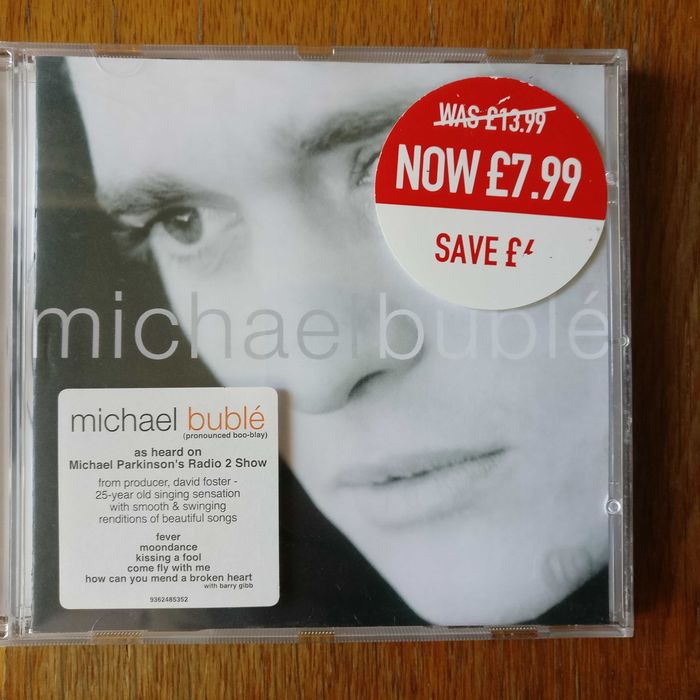 WAS £13.99
NOW £7.99
SAVE £
michael bublé
michael bublé
(pronounced boo-blay)
as heard on
Michael Parkinson's Radio 2 Show
from producer, david foster -
25-year old singing sensation
with smooth & swinging
renditions of beautiful songs
fever
moondance
kissing a fool
come fly with me
how can you mend a broken heart
with barry gibb
9362485352